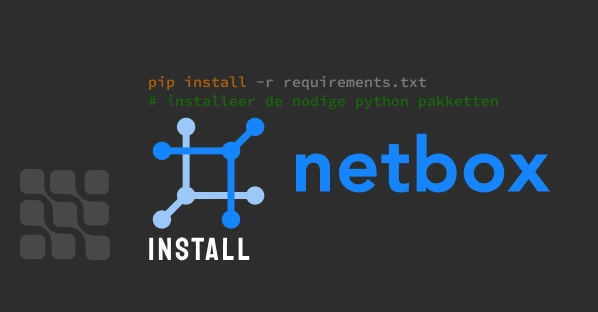 pip install -r requirements.txt
# installeer de nodige python pakketten
netbox
INSTALL